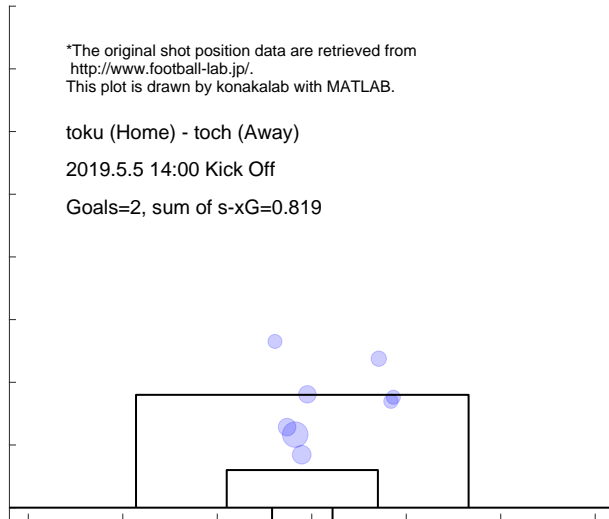 *The original shot position data are retrieved from
http://www.football-lab.jp/.
This plot is drawn by konakalab with MATLAB.
toku (Home) - toch (Away)
2019.5.5 14:00 Kick Off
Goals=2, sum of s-xG=0.819